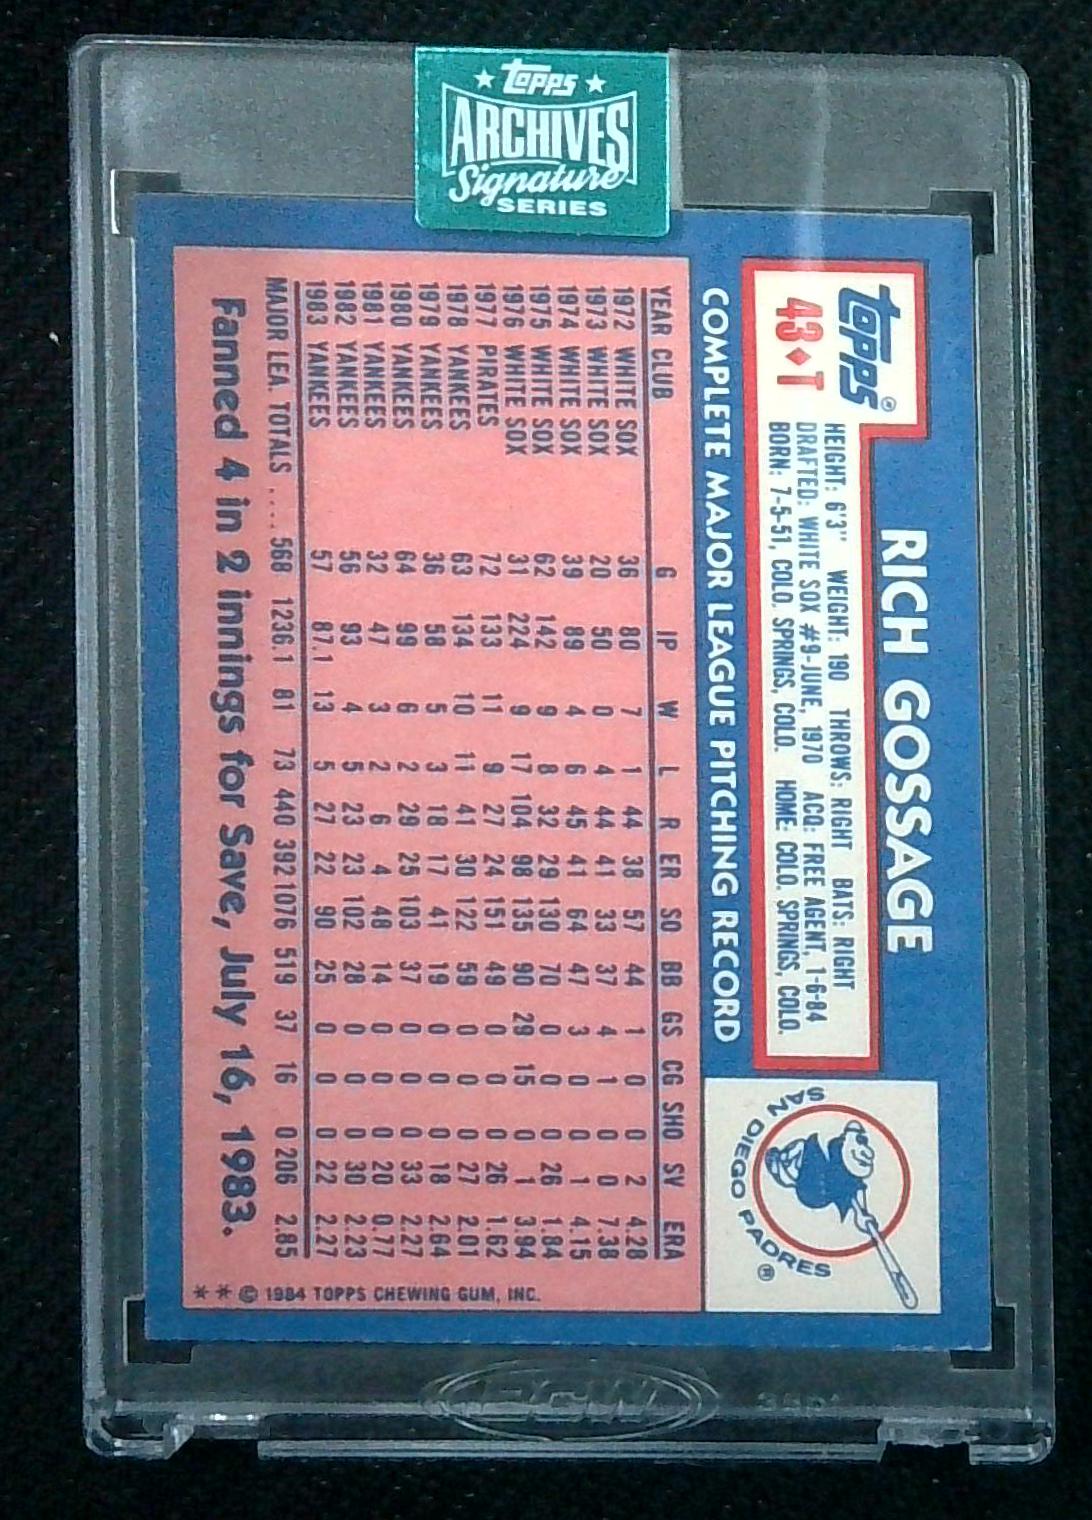 ★ Topps ★
ARCHIVES
Signature
SERIES
Topps®
43♦T
RICH GOSSAGE
HEIGHT: 6'3" WEIGHT: 190 THROWS: RIGHT BATS: RIGHT
DRAFTED: WHITE SOX #9-JUNE, 1970 ACQ: FREE AGENT, 1-6-84
BORN: 7-5-51, COLO. SPRINGS, COLO. HOME: COLO. SPRINGS, COLO.
SAN DIEGO PADRES ®
COMPLETE MAJOR LEAGUE PITCHING RECORD
YEAR CLUB G IP W L R ER SO BB GS CG SHO SV ERA
1972 WHITE SOX 36 80 7 1 44 38 57 44 1 0 0 2 4.28
1973 WHITE SOX 20 50 0 4 44 41 33 37 4 1 0 0 7.38
1974 WHITE SOX 39 89 4 6 45 41 64 47 3 0 0 1 4.15
1975 WHITE SOX 62 142 9 8 32 29 130 70 0 0 0 26 1.84
1976 WHITE SOX 31 224 9 17 104 98 135 90 29 15 0 1 3.94
1977 PIRATES 72 133 11 9 27 24 151 49 0 0 0 26 1.62
1978 YANKEES 63 134 10 11 41 30 122 59 0 0 0 27 2.01
1979 YANKEES 36 58 5 3 18 17 41 19 0 0 0 18 2.64
1980 YANKEES 64 99 6 2 29 25 103 37 0 0 0 33 2.27
1981 YANKEES 32 47 3 2 6 4 48 14 0 0 0 20 0.77
1982 YANKEES 56 93 4 5 23 23 102 28 0 0 0 30 2.23
1983 YANKEES 57 87.1 13 5 27 22 90 25 0 0 0 22 2.27
MAJOR LEA. TOTALS .... 568 1236.1 81 73 440 392 1076 519 37 16 0 206 2.85
Fanned 4 in 2 innings for Save, July 16, 1983.
** © 1984 TOPPS CHEWING GUM, INC.